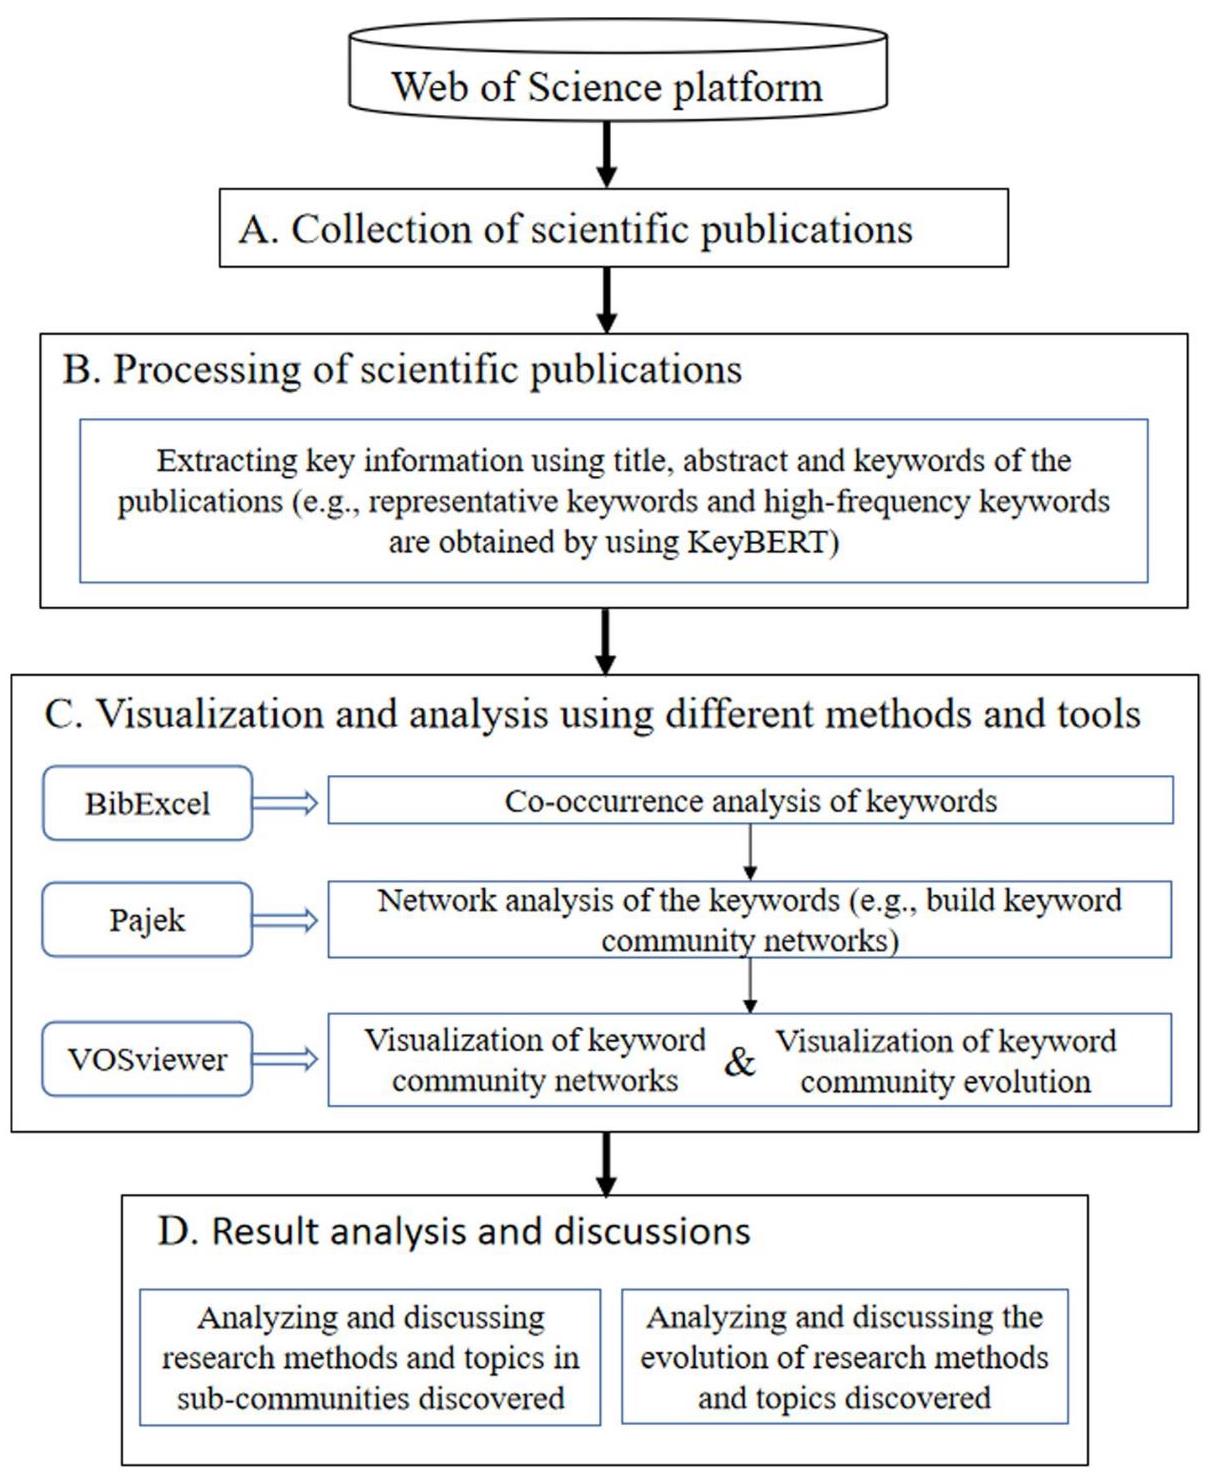 Web of Science platform
A. Collection of scientific publications
B. Processing of scientific publications
Extracting key information using title, abstract and keywords of the
publications (e.g., representative keywords and high-frequency keywords
are obtained by using KeyBERT)
C. Visualization and analysis using different methods and tools
BibExcel
Co-occurrence analysis of keywords
Pajek
Network analysis of the keywords (e.g., build keyword
community networks)
VOSviewer
Visualization of keyword
community networks
&
Visualization of keyword
community evolution
D. Result analysis and discussions
Analyzing and discussing
research methods and topics in
sub-communities discovered
Analyzing and discussing the
evolution of research methods
and topics discovered